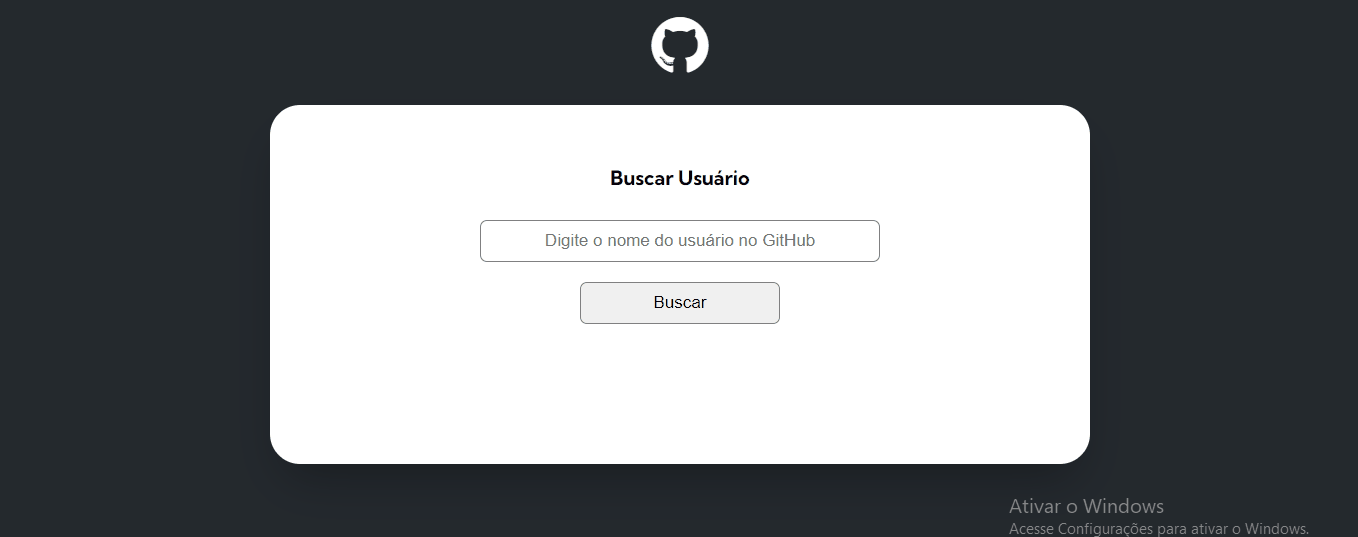 Buscar Usuário
Digite o nome do usuário no GitHub
Buscar
Ativar o Windows
Acesse Configurações para ativar o Windows.